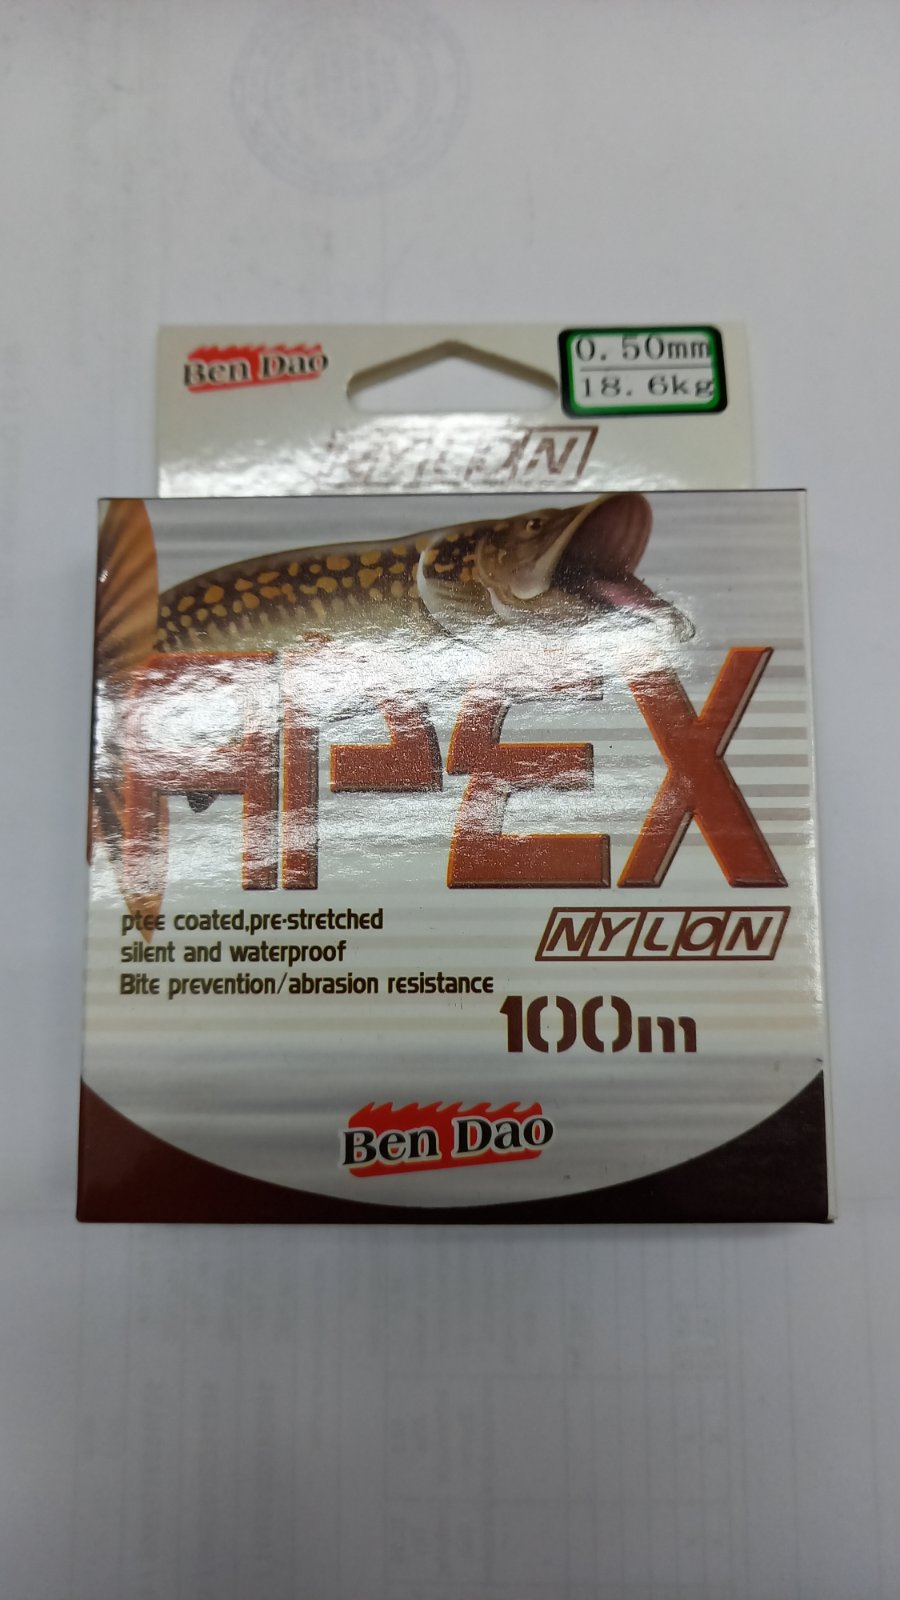 Ben Dao
0.50mm
18.6kg
NYLON
APEX
ptee coated,pre-stretched
silent and waterproof
Bite prevention/abrasion resistance
NYLON
100m
Ben Dao